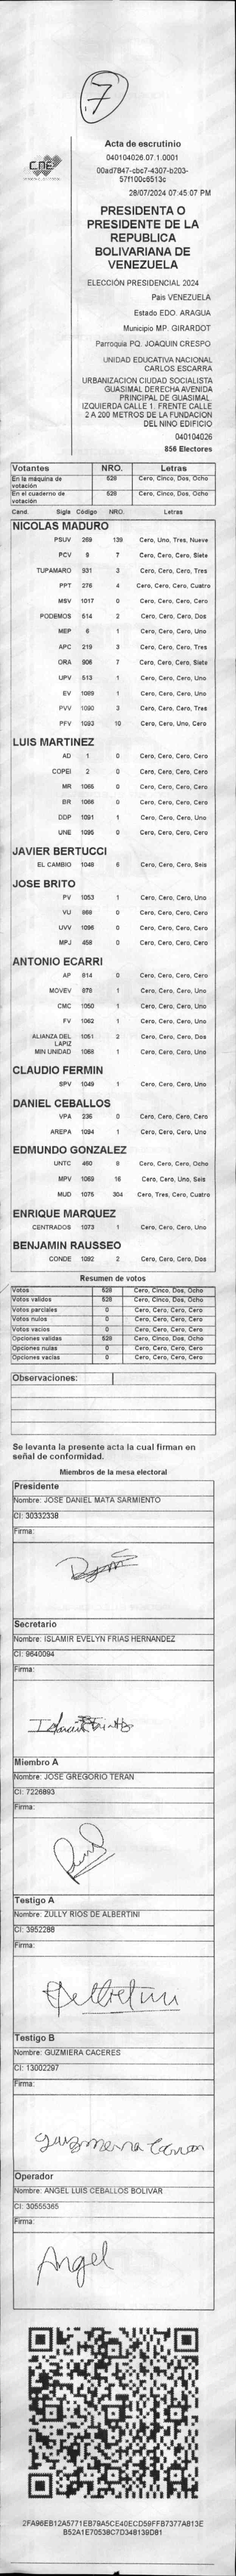 7
CNE
Acta de escrutinio
040104026.07.1.0001
00ad7847-cbc7-4307-b203-
57f1100c6513c
28/07/2024 07:45:07 PM
PRESIDENTA O
PRESIDENTE DE LA
REPUBLICA
BOLIVARIANA DE
VENEZUELA
ELECCIÓN PRESIDENCIAL 2024
Pais VENEZUELA
Estado EDO. ARAGUA
Municipio MP. GIRARDOT
Parroquia PQ. JOAQUIN CRESPO
UNIDAD EDUCATIVA NACIONAL
CARLOS ESCARRA
URBANIZACION CIUDAD SOCIALISTA
GUASIMAL DERECHA AVENIDA
PRINCIPAL DE GUASIMAL.
IZQUIERDA CALLE 1. FRENTE CALLE
2 A 200 METROS DE LA FUNDACION
DEL NINO EDIFICIO
040104026
856 Electores
Votantes NRO. Letras
En la máquina de votación 528 Cero, Cinco, Dos, Ocho
En el cuaderno de votación 528 Cero, Cinco, Dos, Ocho
Cand. Sigla Código NRO. Letras
NICOLAS MADURO
PSUV 269 139 Cero, Uno, Tres, Nueve
PCV 9 7 Cero, Cero, Cero, Siete
TUPAMARO 931 3 Cero, Cero, Cero, Tres
PPT 276 4 Cero, Cero, Cero, Cuatro
MSV 1017 0 Cero, Cero, Cero, Cero
PODEMOS 514 2 Cero, Cero, Cero, Dos
MEP 6 1 Cero, Cero, Cero, Uno
APC 219 3 Cero, Cero, Cero, Tres
ORA 906 7 Cero, Cero, Cero, Siete
UPV 513 1 Cero, Cero, Cero, Uno
EV 1089 1 Cero, Cero, Cero, Uno
PVV 1090 3 Cero, Cero, Cero, Tres
PFV 1093 10 Cero, Cero, Uno, Cero
LUIS MARTINEZ
AD 1 0 Cero, Cero, Cero, Cero
COPEI 2 0 Cero, Cero, Cero, Cero
MR 1065 0 Cero, Cero, Cero, Cero
BR 1066 0 Cero, Cero, Cero, Cero
DDP 1091 1 Cero, Cero, Cero, Uno
UNE 1095 0 Cero, Cero, Cero, Cero
JAVIER BERTUCCI
EL CAMBIO 1048 6 Cero, Cero, Cero, Seis
JOSE BRITO
PV 1053 1 Cero, Cero, Cero, Uno
VU 868 0 Cero, Cero, Cero, Cero
UVV 1096 0 Cero, Cero, Cero, Cero
MPJ 458 0 Cero, Cero, Cero, Cero
ANTONIO ECARRI
AP 814 0 Cero, Cero, Cero, Cero
MOVEV 878 1 Cero, Cero, Cero, Uno
CMC 1050 1 Cero, Cero, Cero, Uno
FV 1062 1 Cero, Cero, Cero, Uno
ALIANZA DEL LAPIZ 1051 2 Cero, Cero, Cero, Dos
MIN UNIDAD 1068 1 Cero, Cero, Cero, Uno
CLAUDIO FERMIN
SPV 1049 1 Cero, Cero, Cero, Uno
DANIEL CEBALLOS
VPA 236 0 Cero, Cero, Cero, Cero
AREPA 1094 1 Cero, Cero, Cero, Uno
EDMUNDO GONZALEZ
UNTC 460 8 Cero, Cero, Cero, Ocho
MPV 1069 16 Cero, Cero, Uno, Seis
MUD 1075 304 Cero, Tres, Cero, Cuatro
ENRIQUE MARQUEZ
CENTRADOS 1073 1 Cero, Cero, Cero, Uno
BENJAMIN RAUSSEO
CONDE 1092 2 Cero, Cero, Cero, Dos
Resumen de votos
Votos 528 Cero, Cinco, Dos, Ocho
Votos validos 528 Cero, Cinco, Dos, Ocho
Votos parciales 0 Cero, Cero, Cero, Cero
Votos nulos 0 Cero, Cero, Cero, Cero
Votos vacios 0 Cero, Cero, Cero, Cero
Opciones validas 528 Cero, Cinco, Dos, Ocho
Opciones nulas 0 Cero, Cero, Cero, Cero
Opciones vacias 0 Cero, Cero, Cero, Cero
Observaciones:
Se levanta la presente acta la cual firman en
señal de conformidad.
Miembros de la mesa electoral
Presidente
Nombre: JOSE DANIEL MATA SARMIENTO
CI: 30332338
Firma:
Secretario
Nombre: ISLAMIR EVELYN FRIAS HERNANDEZ
CI: 9640094
Firma:
Miembro A
Nombre: JOSE GREGORIO TERAN
CI: 7226893
Firma:
Testigo A
Nombre: ZULLY RIOS DE ALBERTINI
CI: 3952288
Firma:
Testigo B
Nombre: GUZMIERA CACERES
CI: 13002297
Firma:
Operador
Nombre: ANGEL LUIS CEBALLOS BOLIVAR
CI: 30555365
Firma:
Angel
2FA96EB12A5771EB79A5CE40ECD59FFB7377A813E
B52A1E70538C7D348139D81